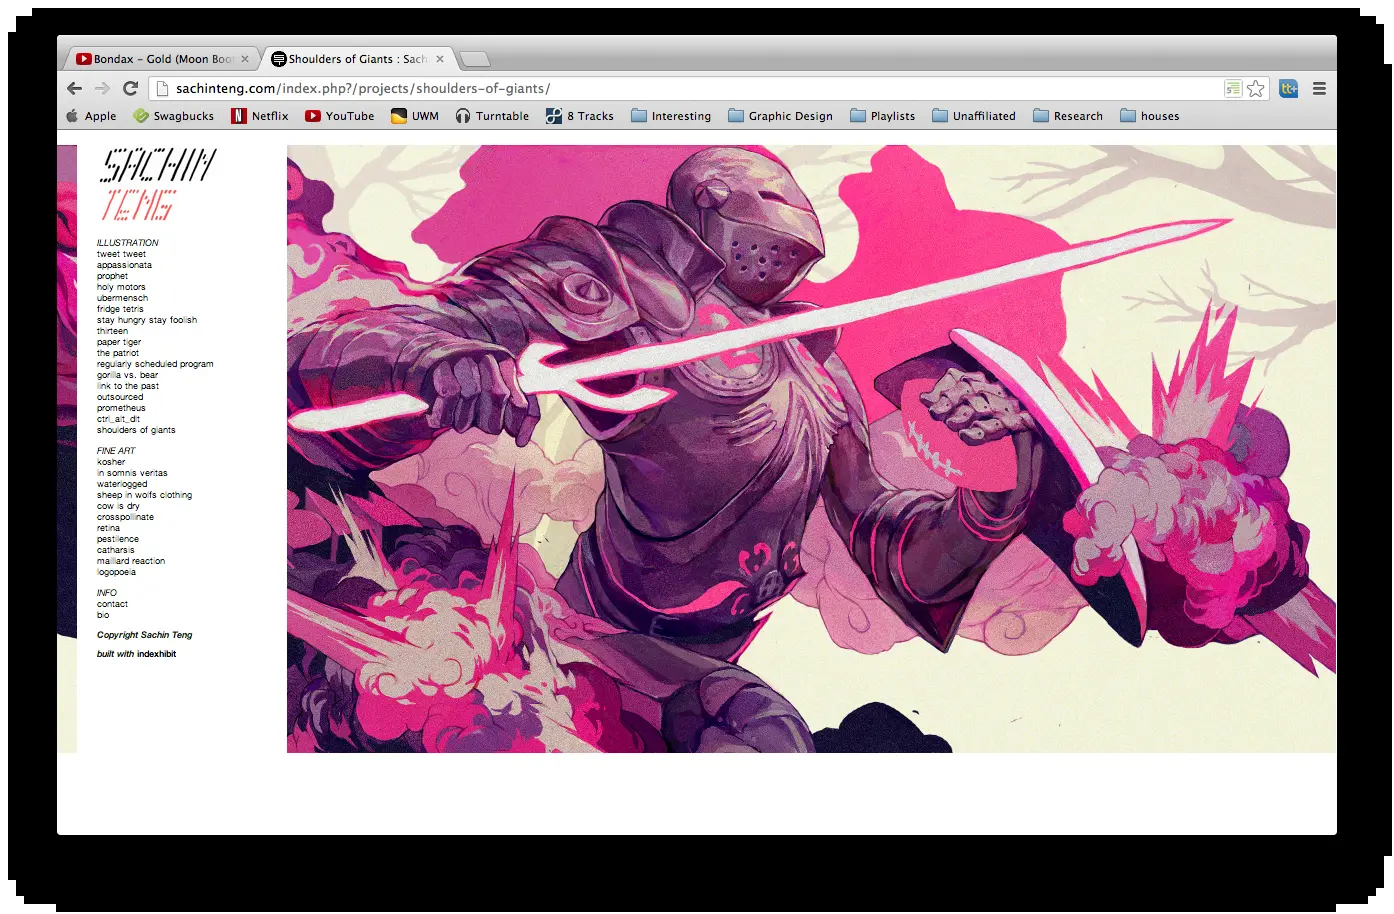 Bondax – Gold (Moon Boo
Shoulders of Giants : Sach
sachinteng.com/index.php?/projects/shoulders-of-giants/
Apple Swagbucks Netflix YouTube UWM Turntable 8 Tracks Interesting Graphic Design Playlists Unaffiliated Research houses
SACHIN
TENG
ILLUSTRATION
tweet tweet
appassionata
prophet
holy motors
ubermensch
fridge tetris
stay hungry stay foolish
thirteen
paper tiger
the patriot
regularly scheduled program
gorilla vs. bear
link to the past
outsourced
prometheus
ctrl_alt_dlt
shoulders of giants
FINE ART
kosher
in somnis veritas
waterlogged
sheep in wolfs clothing
cow is dry
crosspollinate
retina
pestilence
catharsis
maillard reaction
logopoeia
INFO
contact
bio
Copyright Sachin Teng
built with indexhibit